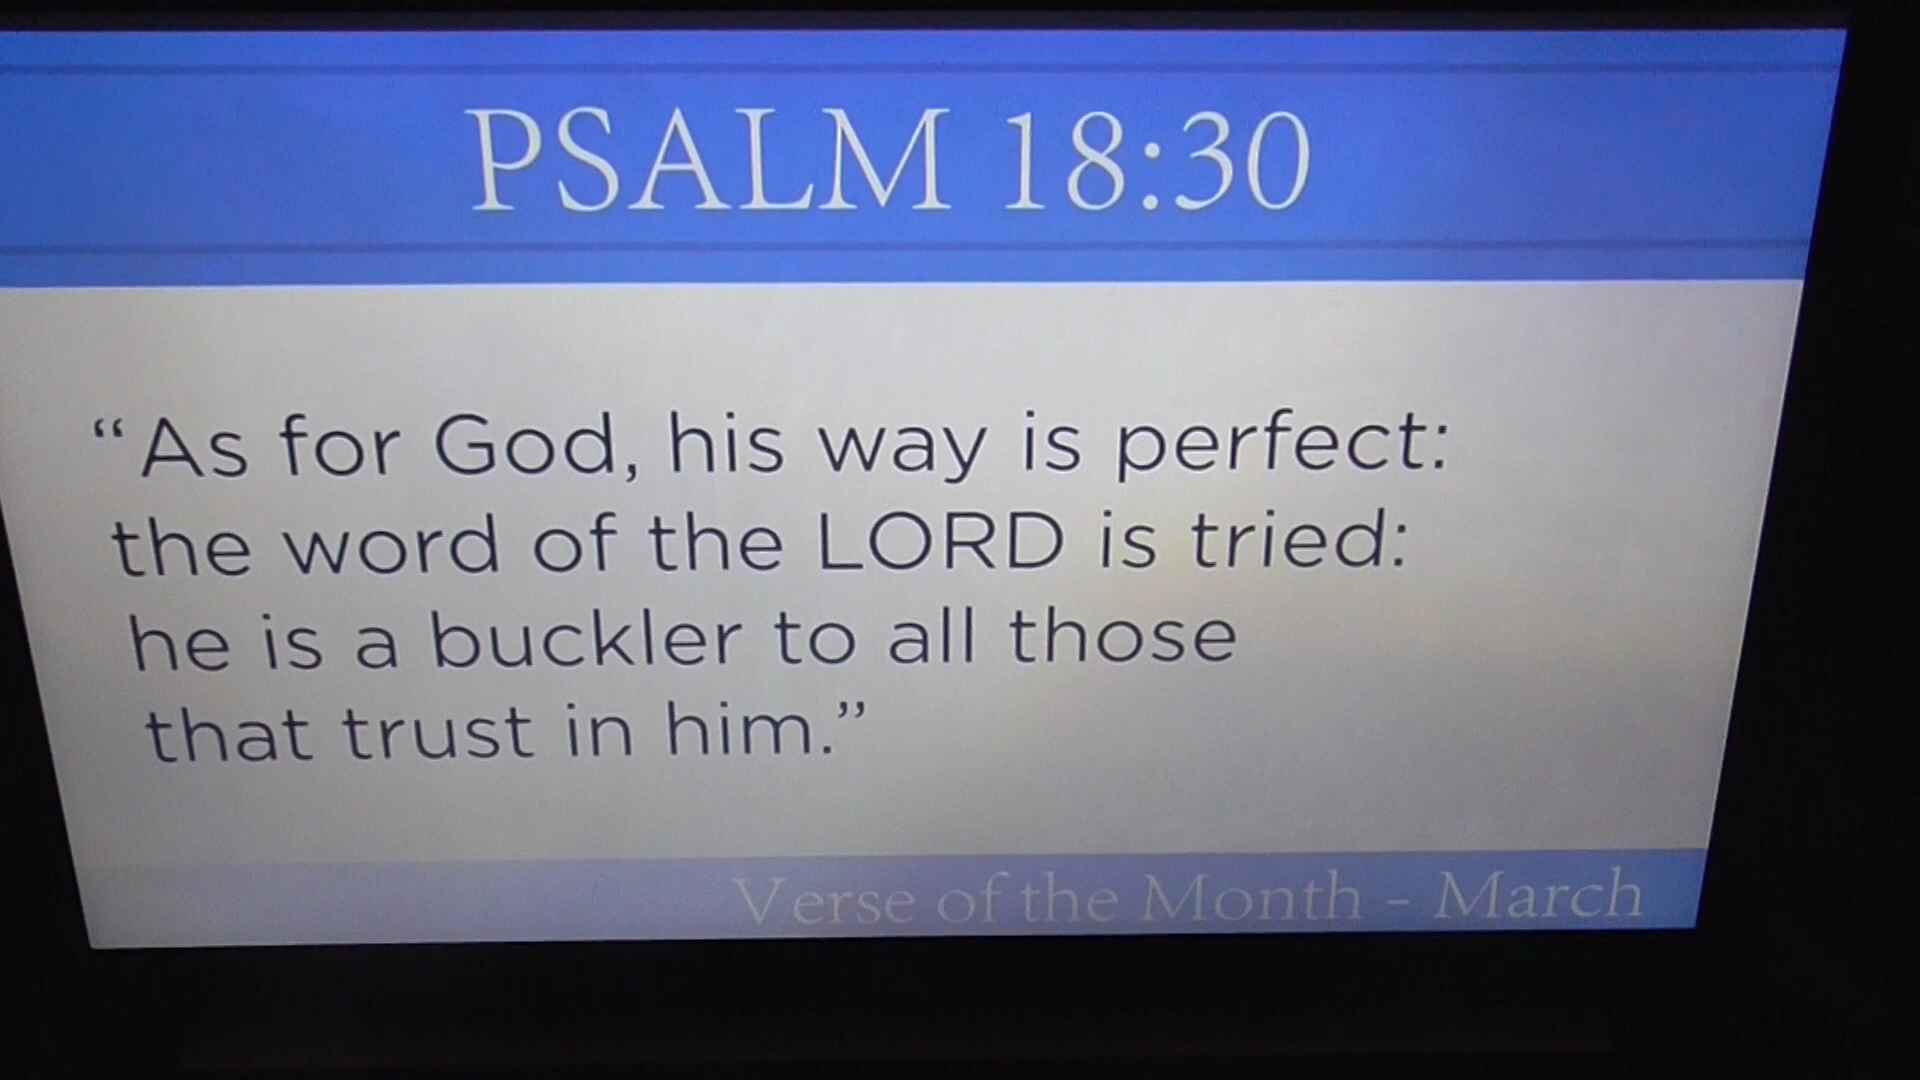 PSALM 18:30
“As for God, his way is perfect:
the word of the LORD is tried:
he is a buckler to all those
that trust in him.”
Verse of the Month - March